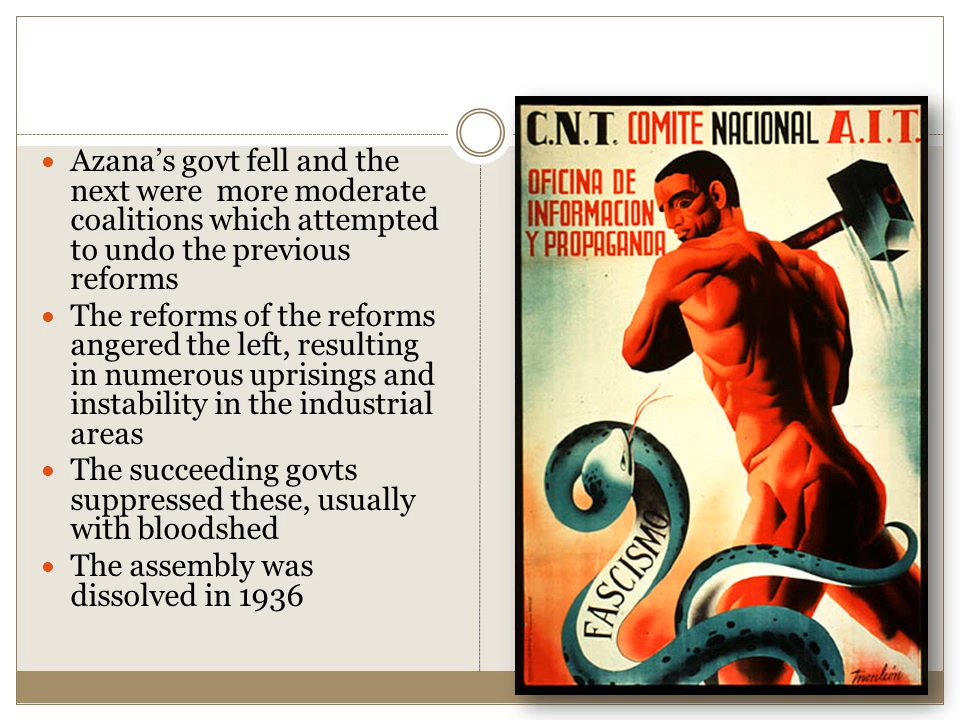 Azana's govt fell and the
next were more moderate
coalitions which attempted
to undo the previous
reforms
The reforms of the reforms
angered the left, resulting
in numerous uprisings and
instability in the industrial
areas
The succeeding govts
suppressed these, usually
with bloodshed
The assembly was
dissolved in 1936
C.N.T. COMITE NACIONAL A.I.T.
OFICINA DE
INFORMACION
Y PROPAGANDA
FASCISMO
Monleón